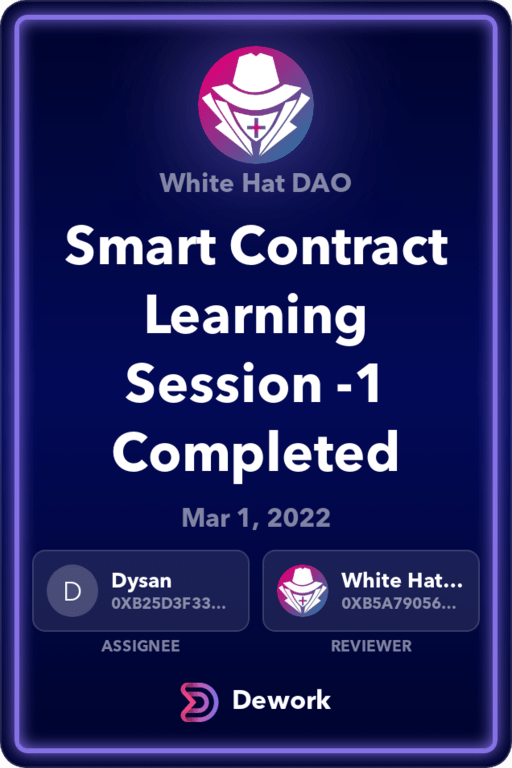 White Hat DAO
Smart Contract
Learning
Session -1
Completed
Mar 1, 2022
D
Dysan
0XB25D3F33...
ASSIGNEE
White Hat...
0XB5A79056...
REVIEWER
Dework